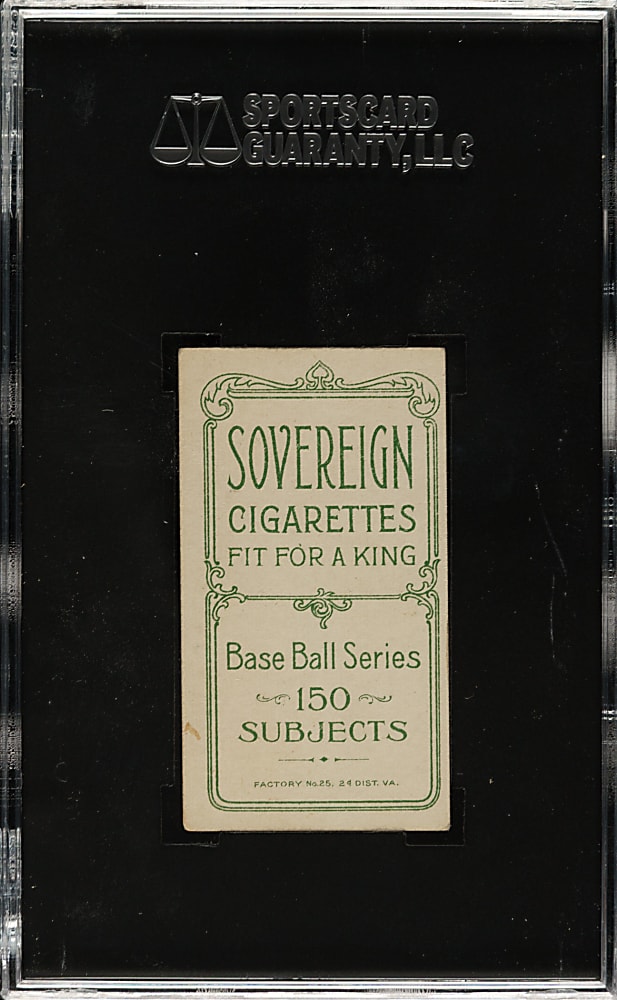 SPORTSCARD
GUARANTY, LLC
SOVEREIGN
CIGARETTES
FIT FOR A KING
Base Ball Series
150
SUBJECTS
FACTORY No.25, 2d DIST. VA.